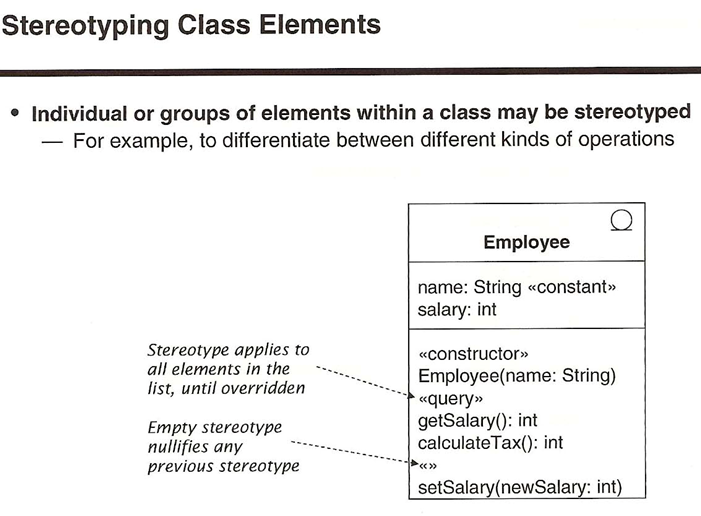 Stereotyping Class Elements
• Individual or groups of elements within a class may be stereotyped
— For example, to differentiate between different kinds of operations
Employee
name: String «constant»
salary: int
«constructor»
Employee(name: String)
«query»
getSalary(): int
calculateTax(): int
«»
setSalary(newSalary: int)
Stereotype applies to
all elements in the
list, until overridden
Empty stereotype
nullifies any
previous stereotype